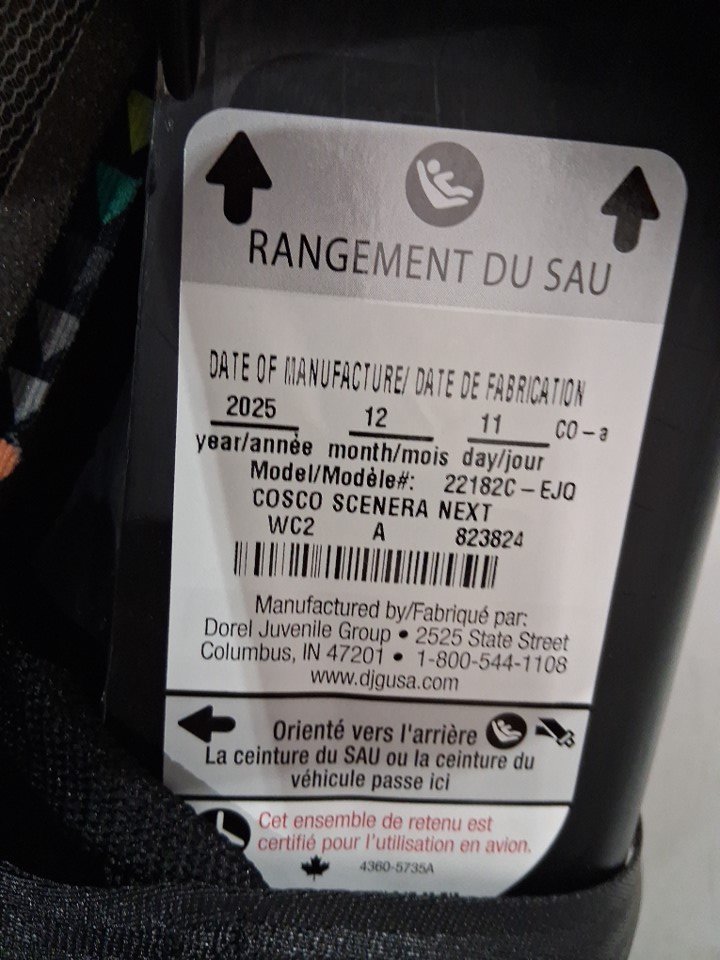 RANGEMENT DU SAU
DATE OF MANUFACTURE/ DATE DE FABRICATION
2025 12 11 CO-a
year/année month/mois day/jour
Model/Modèle#: 22182C-EJQ
COSCO SCENERA NEXT
WC2 A 823824
Manufactured by/Fabriqué par:
Dorel Juvenile Group • 2525 State Street
Columbus, IN 47201 • 1-800-544-1108
www.djgusa.com
Orienté vers l'arrière
La ceinture du SAU ou la ceinture du
véhicule passe ici
Cet ensemble de retenu est
certifié pour l'utilisation en avion.
4360-5735A